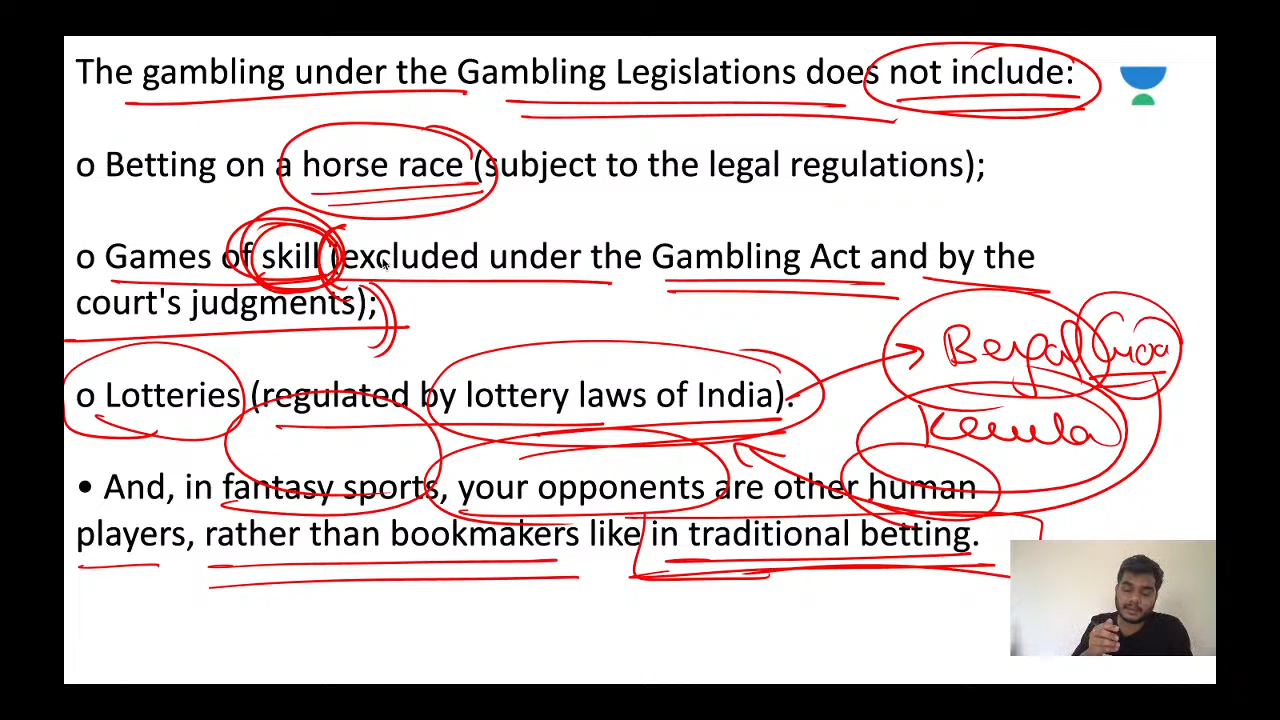 The gambling under the Gambling Legislations does not include:
o Betting on a horse race (subject to the legal regulations);
o Games of skill (excluded under the Gambling Act and by the
court's judgments);
Bengal
o Lotteries (regulated by lottery laws of India).
Kerula
• And, in fantasy sports, your opponents are other human
players, rather than bookmakers like in traditional betting.